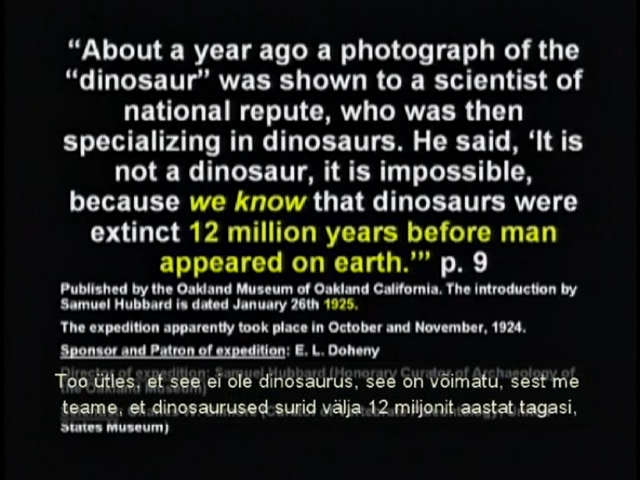 “About a year ago a photograph of the
“dinosaur” was shown to a scientist of
national repute, who was then
specializing in dinosaurs. He said, ‘It is
not a dinosaur, it is impossible,
because we know that dinosaurs were
extinct 12 million years before man
appeared on earth.’” p. 9
Published by the Oakland Museum of Oakland California. The introduction by
Samuel Hubbard is dated January 26th 1925.
The expedition apparently took place in October and November, 1924.
Sponsor and Patron of expedition: E. L. Doheny
Director of expedition: Samuel Hubbard (Honorary Curator of Archaeology of
the Oakland Museum)
Too ütles, et see ei ole dinosaurus, see on võimatu, sest me
teame, et dinosaurused surid välja 12 miljonit aastat tagasi,
States Museum)